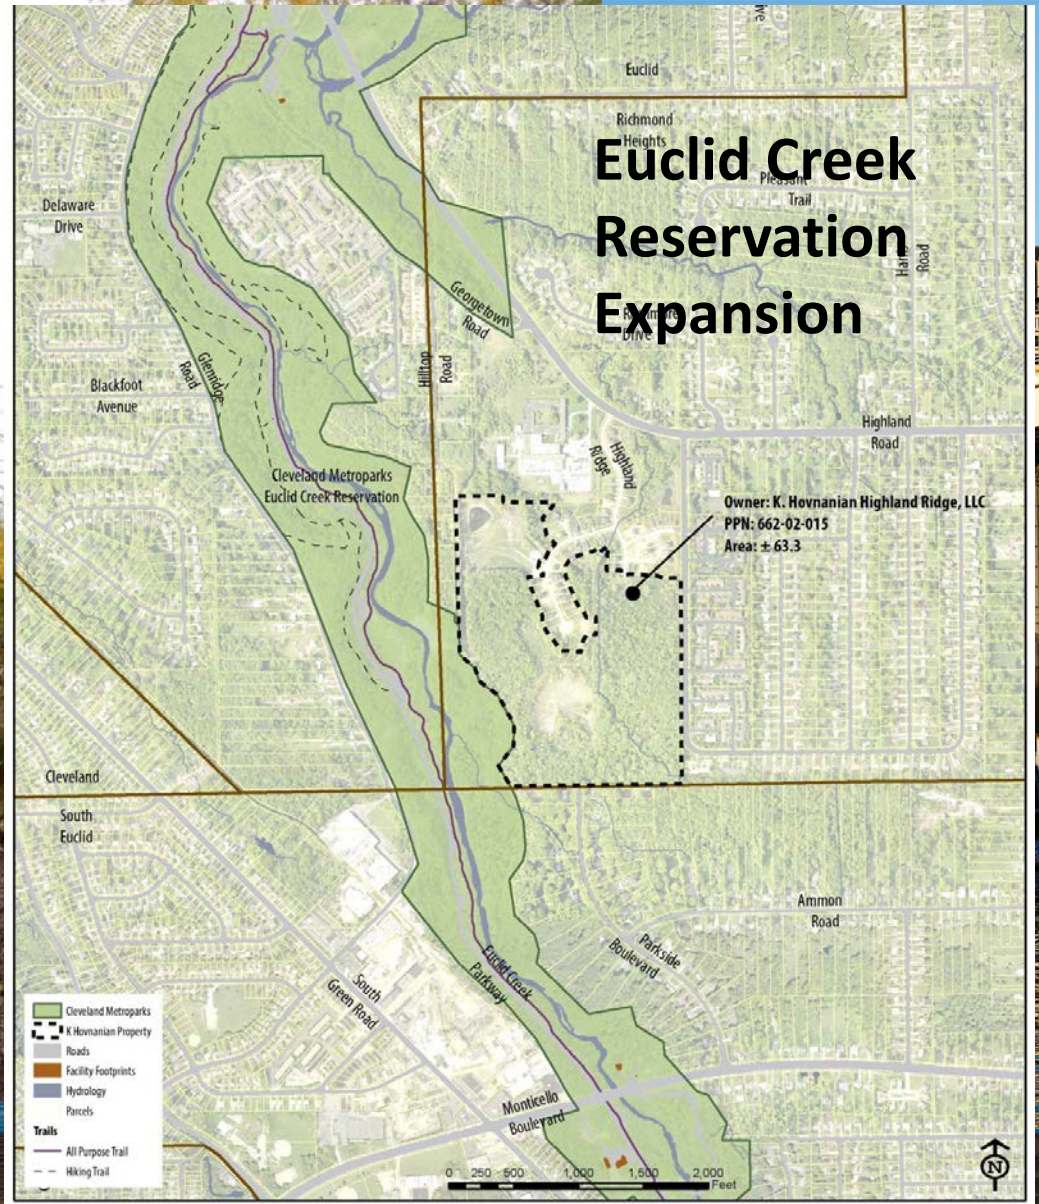 Euclid
Richmond
Heights
Euclid Creek
Reservation
Expansion
Pleasant
Trail
Delaware
Drive
Road
Georgetown
Road
Drive
Hilltop
Road
Glenridge
Road
Blackfoot
Avenue
Highland
Road
Highland
Ridge
Cleveland Metroparks
Euclid Creek Reservation
Owner: K. Hovnanian Highland Ridge, LLC
PPN: 662-02-015
Area: ± 63.3
Cleveland
South
Euclid
Ammon
Road
Parkside
Boulevard
Euclid Creek
Parkway
South
Green Road
Monticello
Boulevard
Cleveland Metroparks
K Hovnanian Property
Roads
Facility Footprints
Hydrology
Parcels
Trails
All Purpose Trail
Hiking Trail
0 250 500 1,000 1,500 2,000
Feet
N